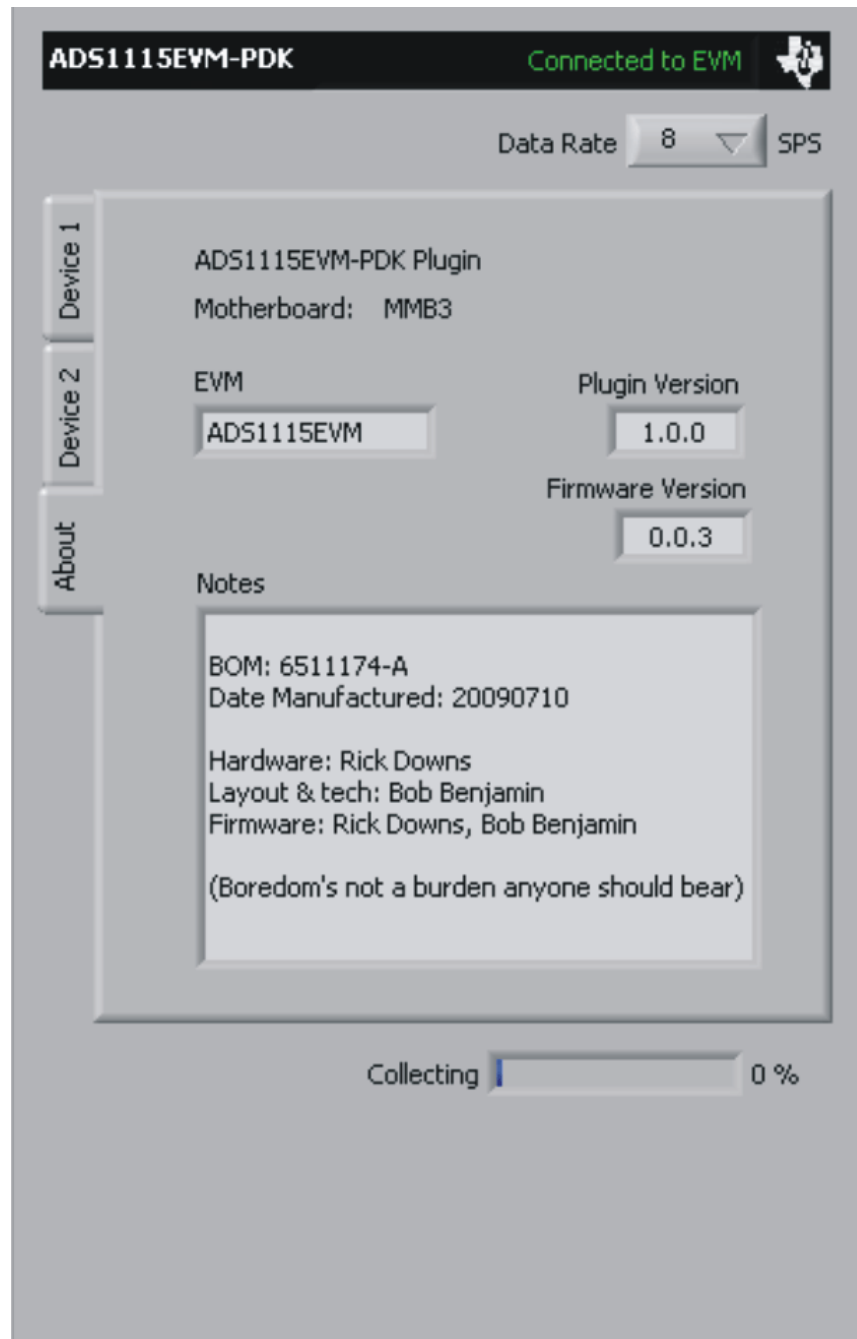 ADS1115EVM-PDK Connected to EVM
Data Rate 8 SPS
Device 1
Device 2
About
ADS1115EVM-PDK Plugin
Motherboard: MMB3
EVM
ADS1115EVM
Plugin Version
1.0.0
Firmware Version
0.0.3
Notes
BOM: 6511174-A
Date Manufactured: 20090710
Hardware: Rick Downs
Layout & tech: Bob Benjamin
Firmware: Rick Downs, Bob Benjamin
(Boredom's not a burden anyone should bear)
Collecting 0 %